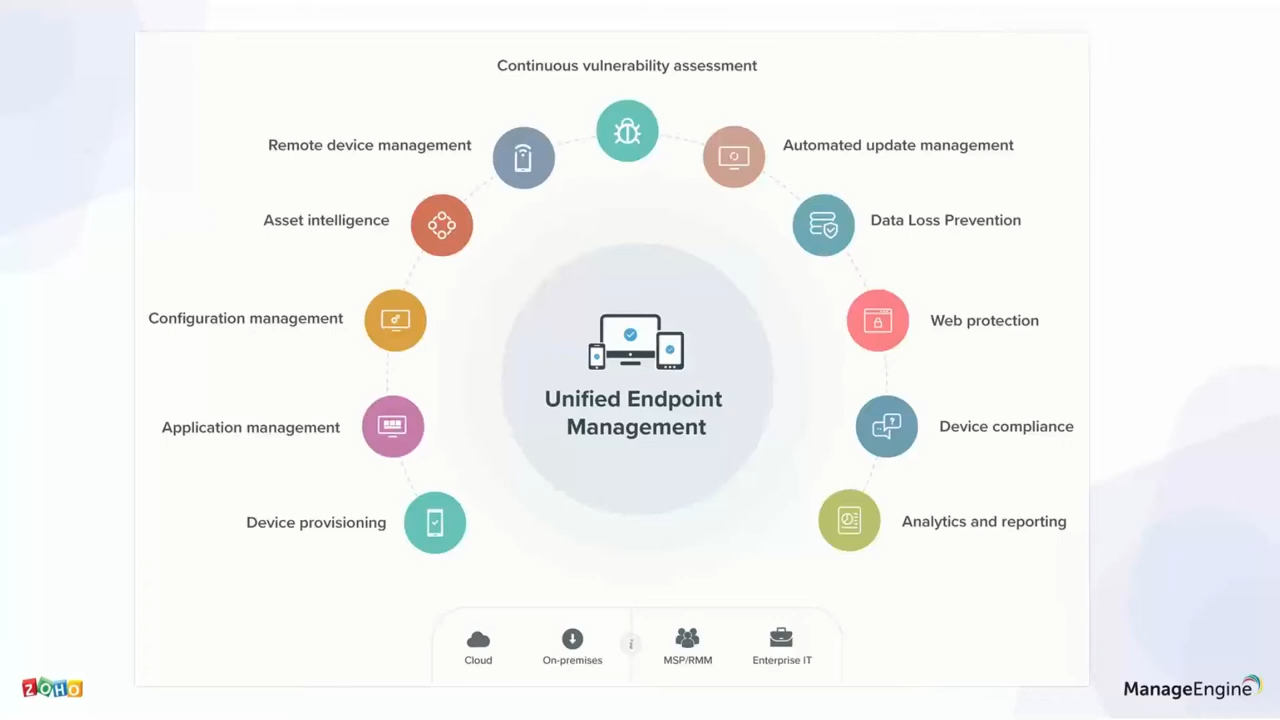 Continuous vulnerability assessment
Remote device management
Automated update management
Asset intelligence
Data Loss Prevention
Configuration management
Web protection
Unified Endpoint
Management
Application management
Device compliance
Device provisioning
Analytics and reporting
i
Cloud
On-premises
MSP/RMM
Enterprise IT
ZOHO
ManageEngine